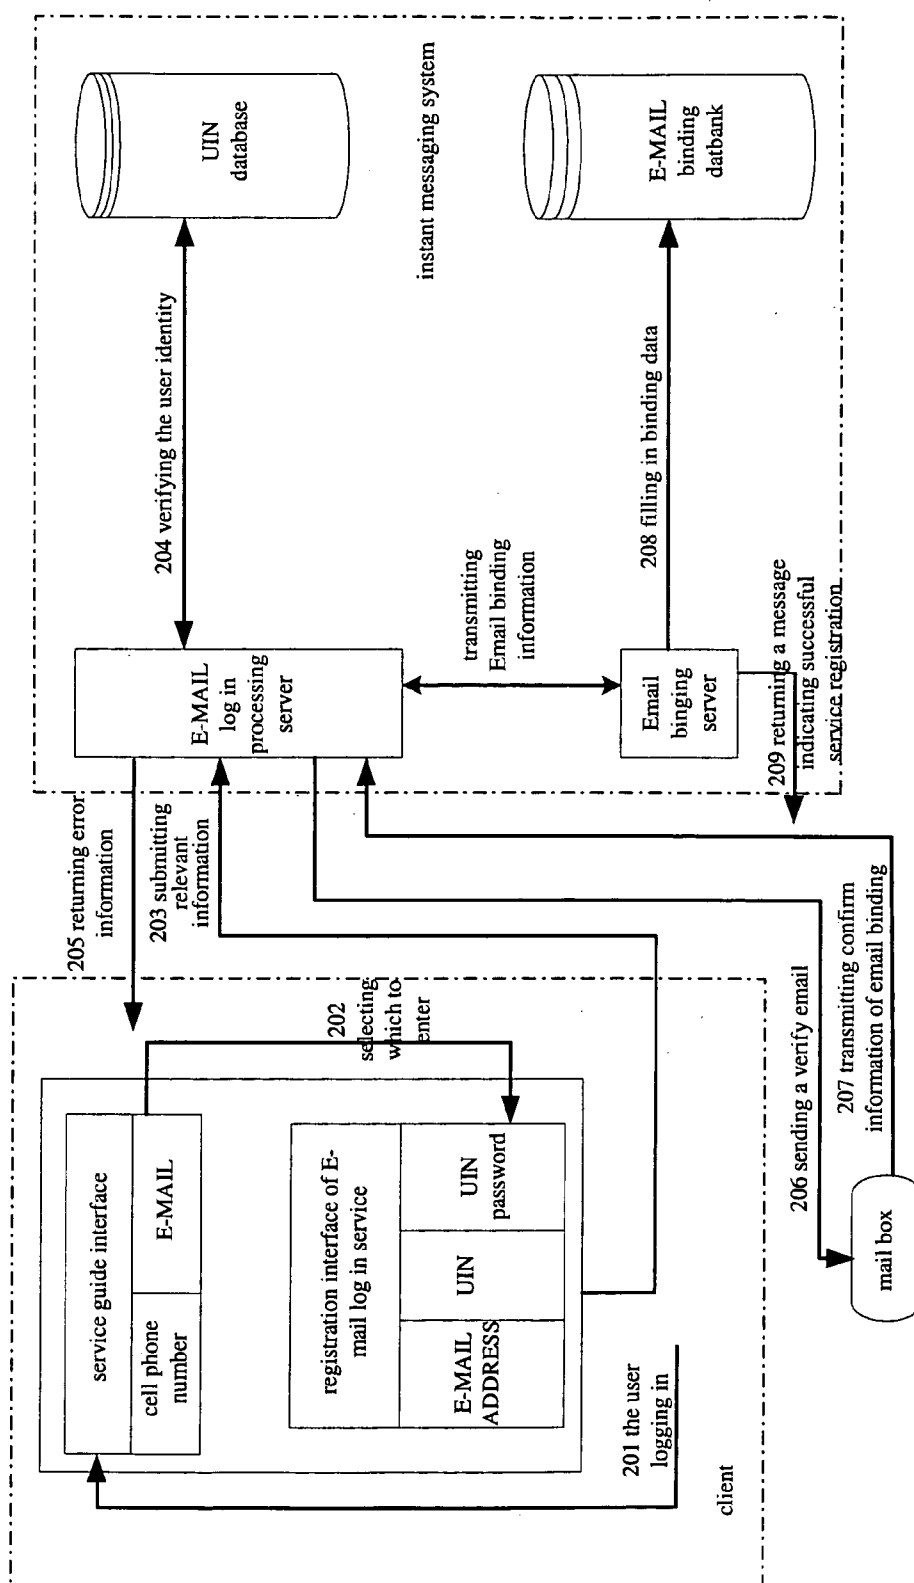 service guide interface
cell phone
number
E-MAIL
registration interface of E-
mail log in service
E-MAIL
ADDRESS
UIN
UIN
password
201 the user
logging in
client
202
selecting
which to
enter
205 returning error
information
203 submitting
relevant
information
206 sending a verify email
207 transmitting confirm
information of email binding
mail box
E-MAIL
log in
processing
server
204 verifying the user identity
UIN
database
instant messaging system
transmitting
Email binding
information
Email
binging
server
208 filling in binding data
E-MAIL
binding
datbank
209 returning a message
indicating successful
service registration